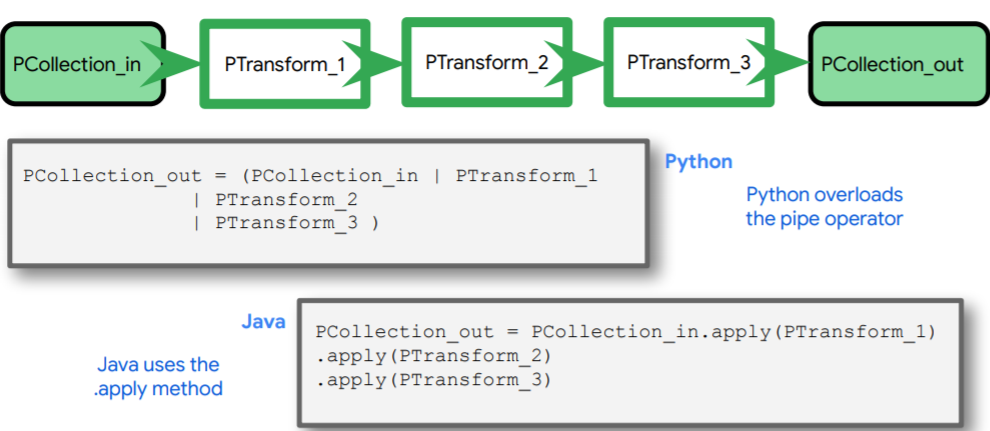 PCollection_in
PTransform_1
PTransform_2
PTransform_3
PCollection_out
PCollection_out = (PCollection_in | PTransform_1
| PTransform_2
| PTransform_3 )
Python
Python overloads
the pipe operator
Java
Java uses the
.apply method
PCollection_out = PCollection_in.apply(PTransform_1)
.apply(PTransform_2)
.apply(PTransform_3)